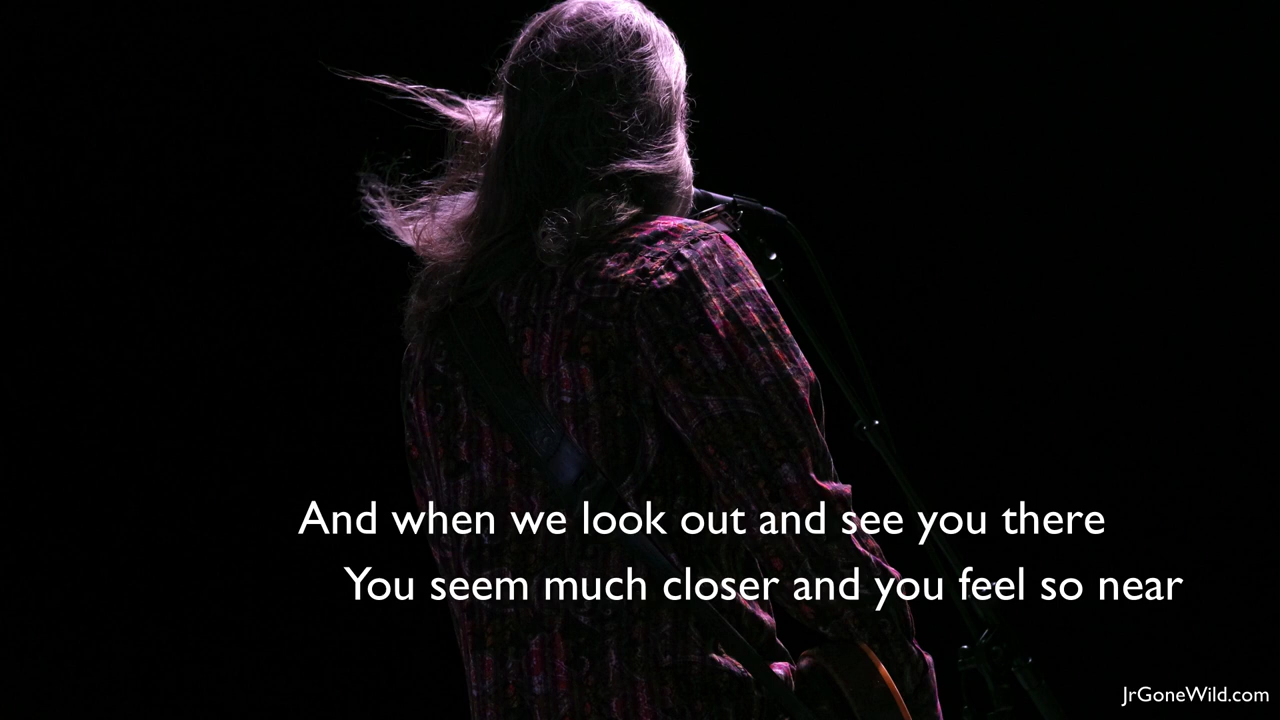 And when we look out and see you there
You seem much closer and you feel so near
JrGoneWild.com